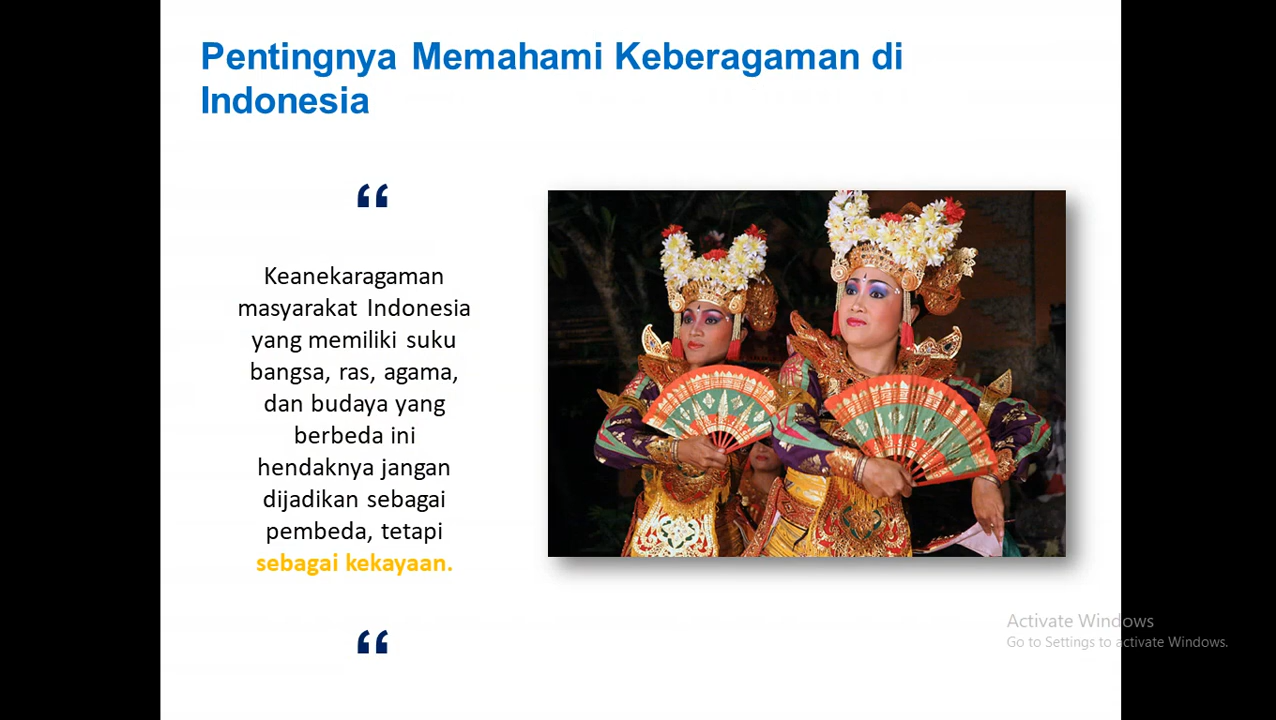 Pentingnya Memahami Keberagaman di
Indonesia
“
Keanekaragaman
masyarakat Indonesia
yang memiliki suku
bangsa, ras, agama,
dan budaya yang
berbeda ini
hendaknya jangan
dijadikan sebagai
pembeda, tetapi
sebagai kekayaan.
“
Activate Windows
Go to Settings to activate Windows.